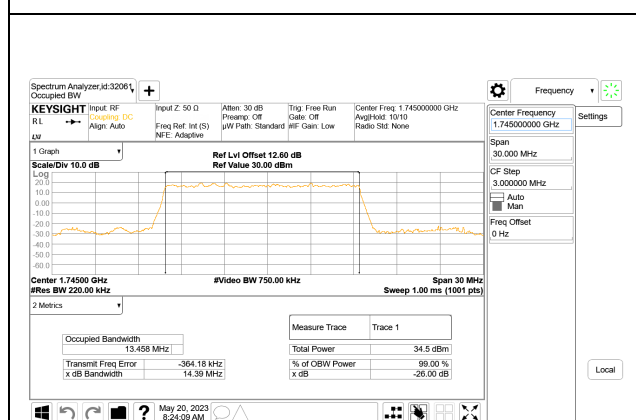 Spectrum Analyzer,id:32061
Occupied BW
Frequency
KEYSIGHT
RL
LXI
Input: RF
Coupling: DC
Align: Auto
Input Z: 50 Ω
Freq Ref: Int (S)
NFE: Adaptive
Atten: 30 dB
Preamp: Off
µW Path: Standard
Trig: Free Run
Gate: Off
#IF Gain: Low
Center Freq: 1.745000000 GHz
Avg|Hold: 10/10
Radio Std: None
Center Frequency
1.745000000 GHz
Settings
Span
30.000 MHz
CF Step
3.000000 MHz
Auto
Man
Freq Offset
0 Hz
1 Graph
Scale/Div 10.0 dB
Ref Lvl Offset 12.60 dB
Ref Value 30.00 dBm
Log
20.0
10.0
0.00
-10.0
-20.0
-30.0
-40.0
-50.0
-60.0
Center 1.74500 GHz
#Res BW 220.00 kHz
#Video BW 750.00 kHz
Span 30 MHz
Sweep 1.00 ms (1001 pts)
2 Metrics
Measure Trace Trace 1
Occupied Bandwidth
13.458 MHz
Total Power 34.5 dBm
Transmit Freq Error -364.18 kHz
% of OBW Power 99.00 %
x dB Bandwidth 14.39 MHz
x dB -26.00 dB
Local
May 20, 2023
8:24:09 AM